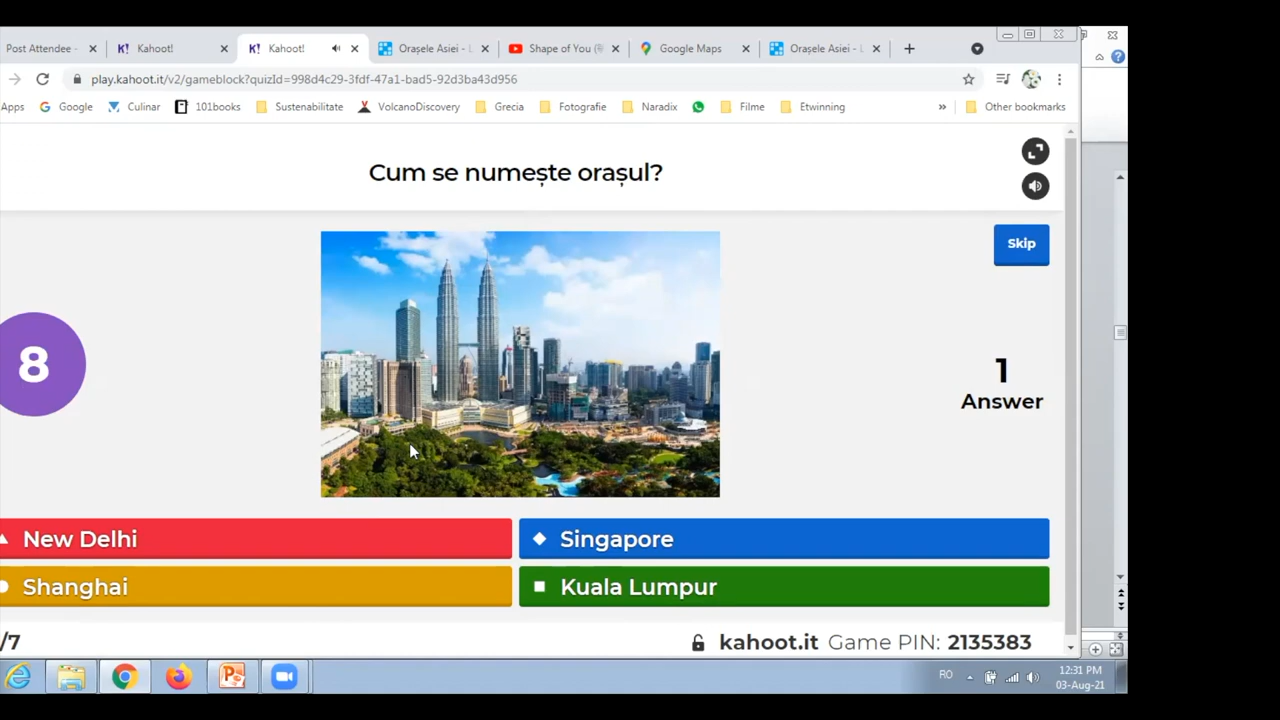 Post Attendee -
Kahoot!
Kahoot!
Orașele Asiei - L
Shape of You (
Google Maps
Orașele Asiei - L
play.kahoot.it/v2/gameblock?quizId=998d4c29-3fdf-47a1-bad5-92d3ba43d956
Apps
Google
Culinar
101books
Sustenabilitate
VolcanoDiscovery
Grecia
Fotografie
Naradix
Filme
Etwinning
»
Other bookmarks
Cum se numește orașul?
Skip
8
1
Answer
New Delhi
Singapore
Shanghai
Kuala Lumpur
/7
kahoot.it Game PIN: 2135383
RO
12:31 PM
03-Aug-21